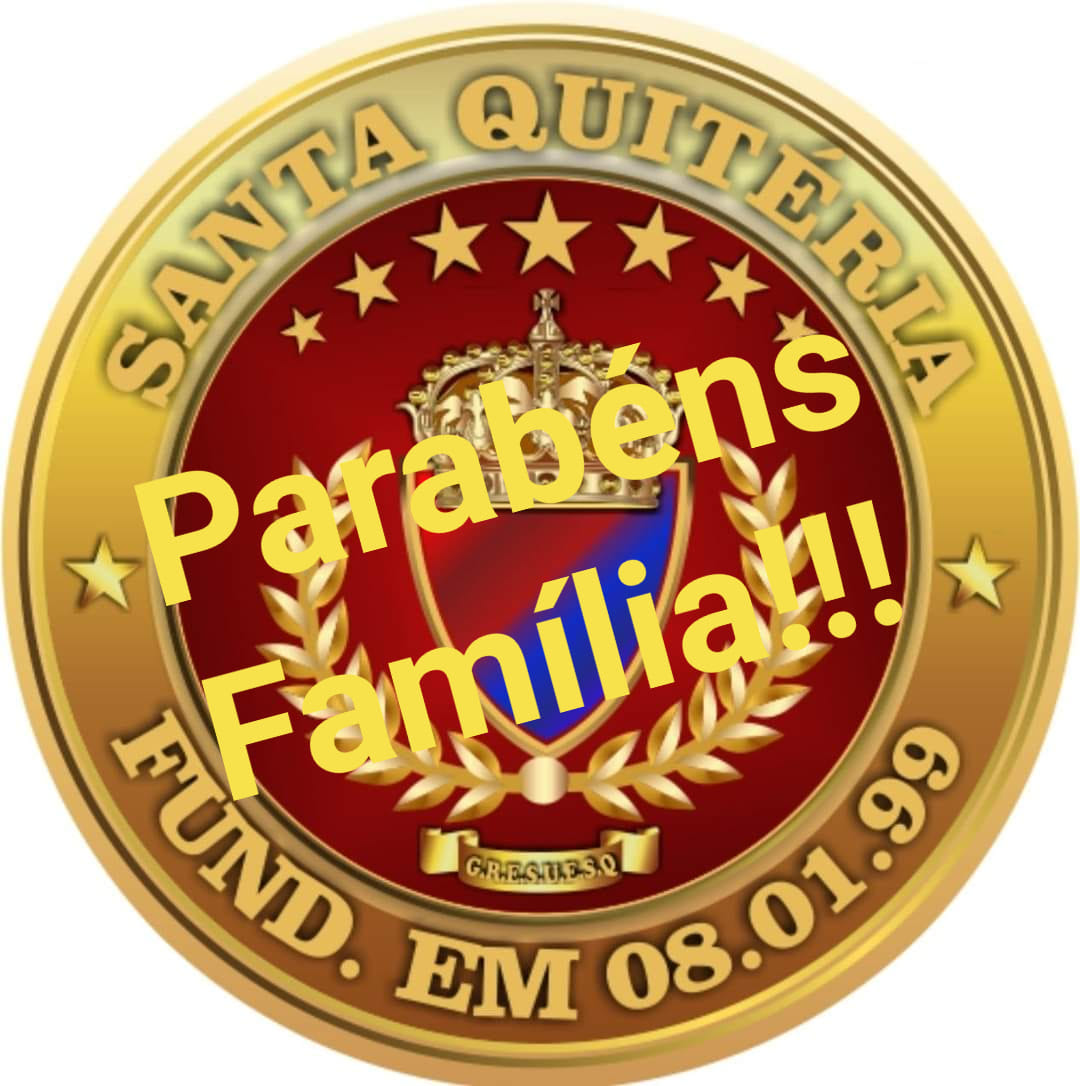 SANTA QUITÉRIA
Parabéns
Família!!!
G.R.E.S.U.E.S.Q
FUND. EM 08.01.99